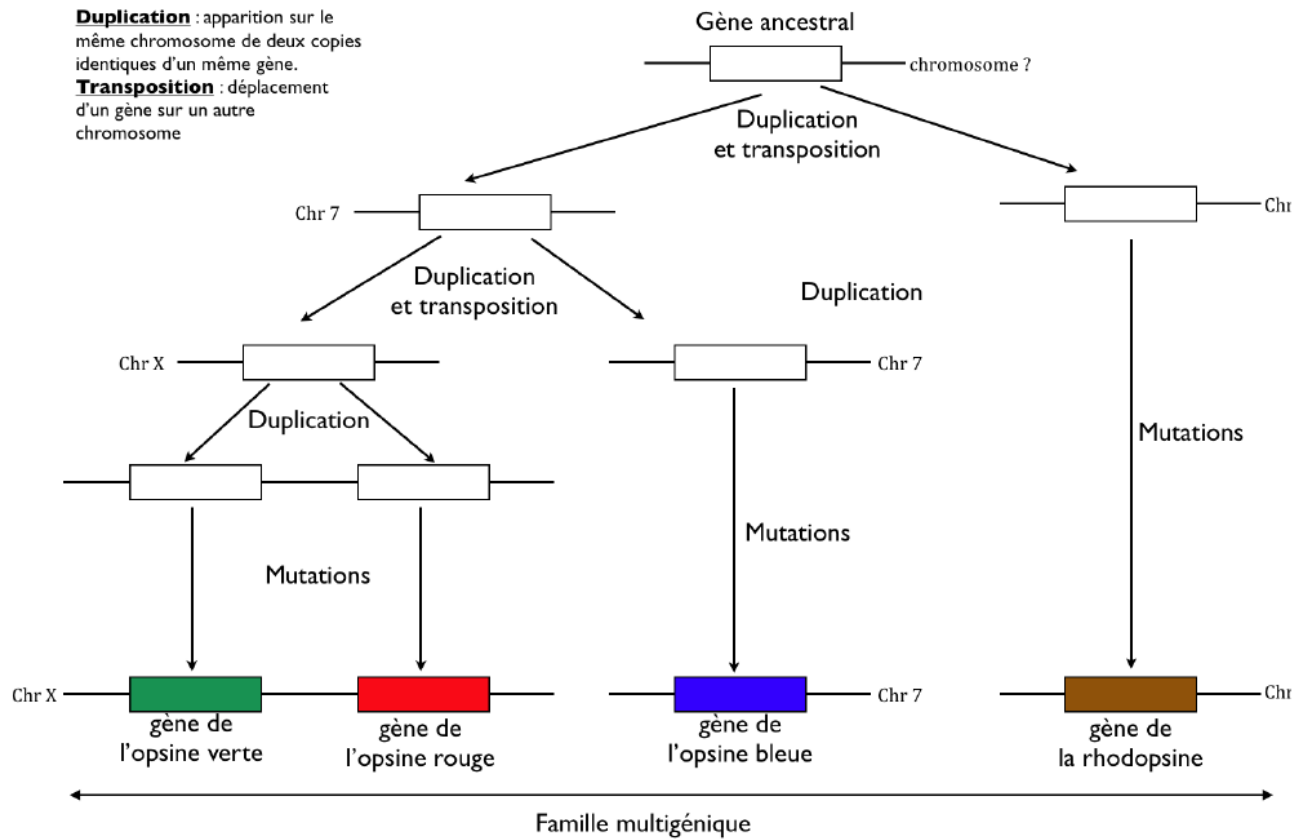 Duplication : apparition sur le
même chromosome de deux copies
identiques d'un même gène.
Transposition : déplacement
d'un gène sur un autre
chromosome
Gène ancestral
chromosome ?
Duplication
et transposition
Chr 7
Chr
Duplication
et transposition
Duplication
Chr X
Chr 7
Duplication
Mutations
Mutations
Mutations
Chr X
Chr 7
Chr
gène de
l'opsine verte
gène de
l'opsine rouge
gène de
l'opsine bleue
gène de
la rhodopsine
Famille multigénique